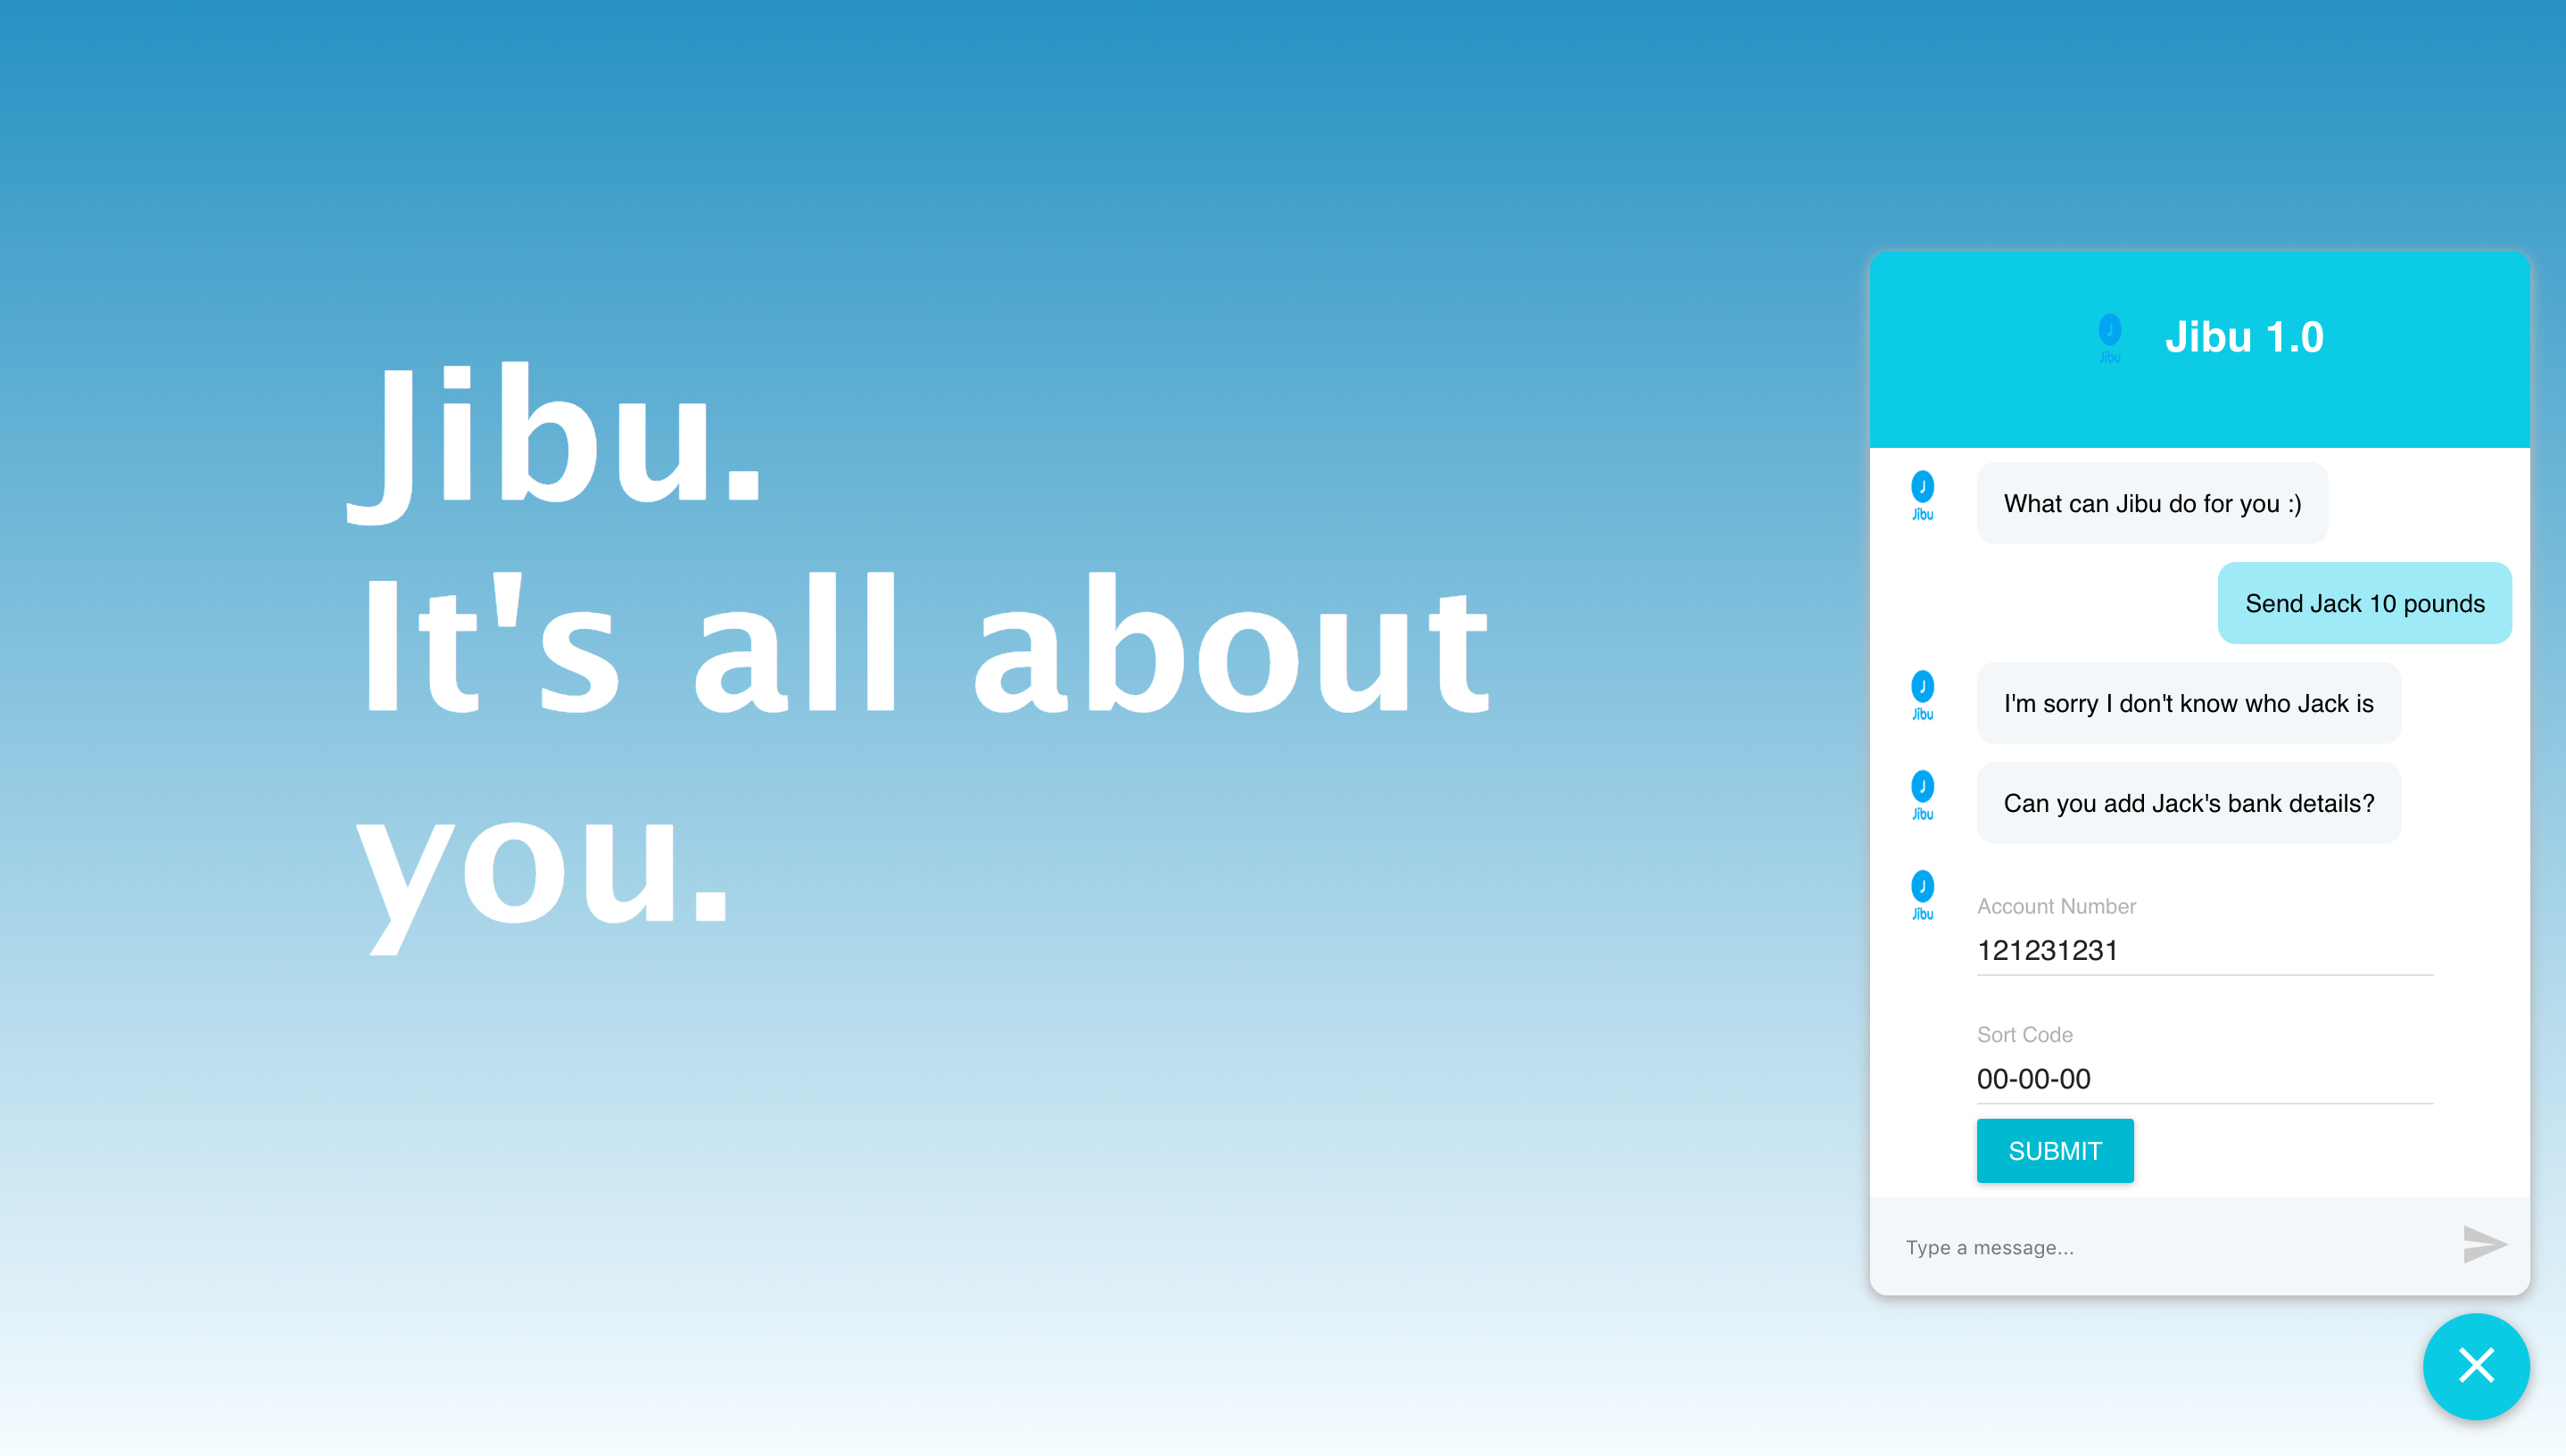 Jibu.
It's all about
you.
J
Jibu
Jibu 1.0
J
Jibu
What can Jibu do for you :)
Send Jack 10 pounds
J
Jibu
I'm sorry I don't know who Jack is
J
Jibu
Can you add Jack's bank details?
J
Jibu
Account Number
121231231
Sort Code
00-00-00
SUBMIT
Type a message...